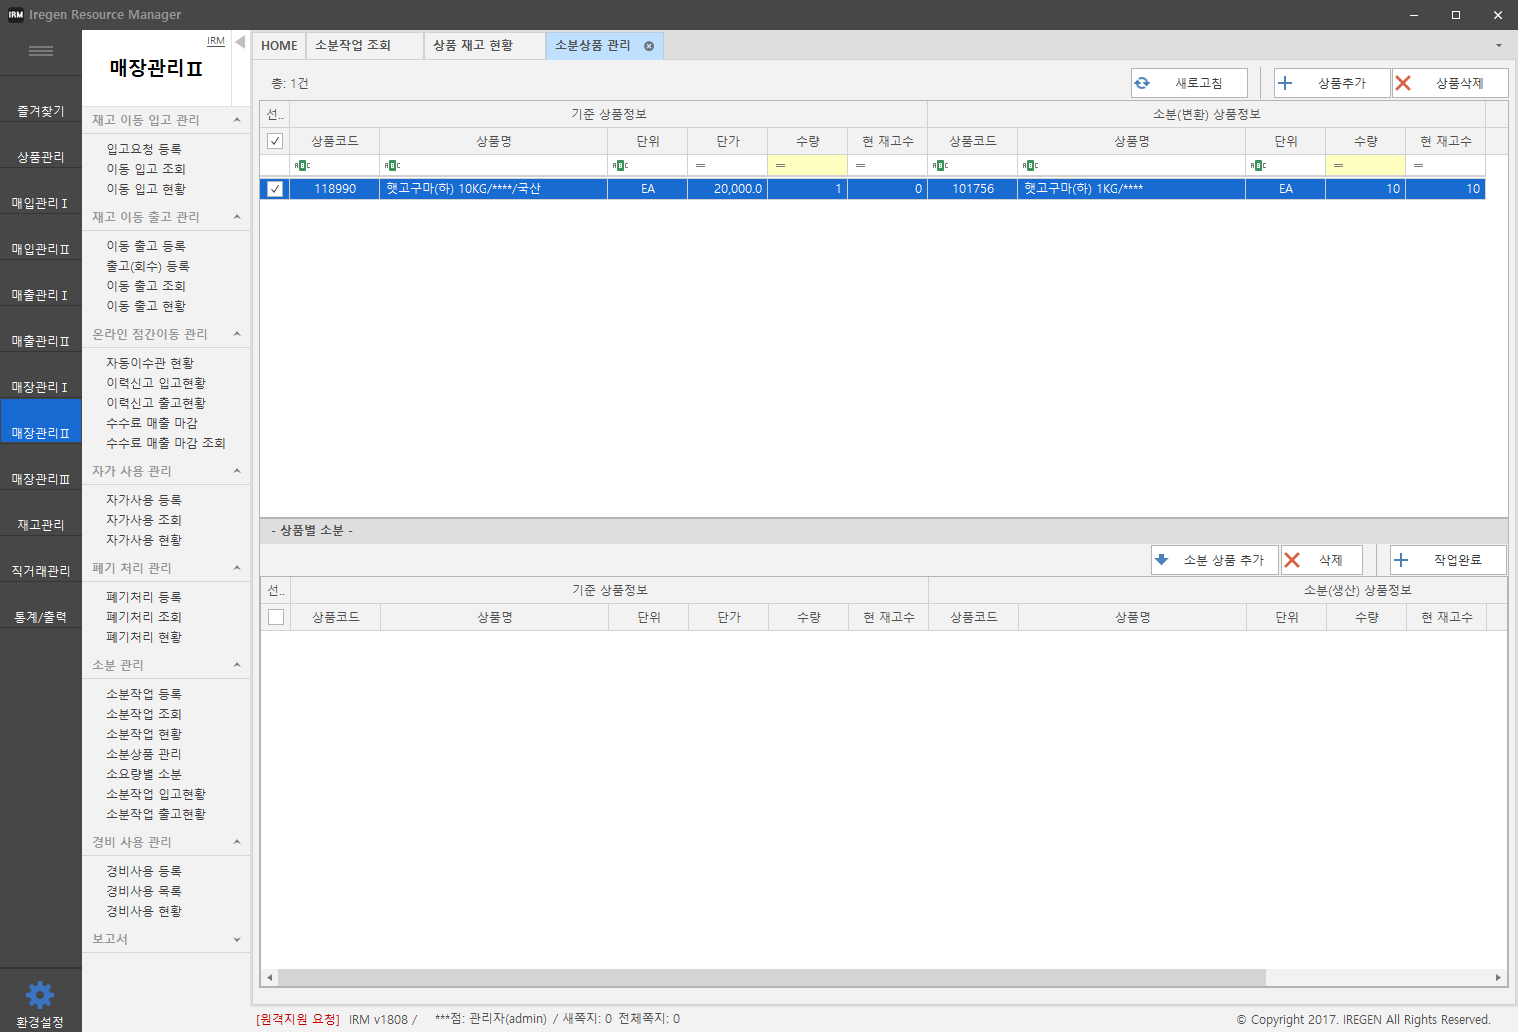 IRM Iregen Resource Manager
즐겨찾기
상품관리
매입관리Ⅰ
매입관리Ⅱ
매출관리Ⅰ
매출관리Ⅱ
매장관리Ⅰ
매장관리Ⅱ
매장관리Ⅲ
재고관리
직거래관리
통계/출력
환경설정
IRM
매장관리Ⅱ
재고 이동 입고 관리
입고요청 등록
이동 입고 조회
이동 입고 현황
재고 이동 출고 관리
이동 출고 등록
출고(회수) 등록
이동 출고 조회
이동 출고 현황
온라인 점간이동 관리
자동이수관 현황
이력신고 입고현황
이력신고 출고현황
수수료 매출 마감
수수료 매출 마감 조회
자가 사용 관리
자가사용 등록
자가사용 조회
자가사용 현황
폐기 처리 관리
폐기처리 등록
폐기처리 조회
폐기처리 현황
소분 관리
소분작업 등록
소분작업 조회
소분작업 현황
소분상품 관리
소요량별 소분
소분작업 입고현황
소분작업 출고현황
경비 사용 관리
경비사용 등록
경비사용 목록
경비사용 현황
보고서
HOME 소분작업 조회 상품 재고 현황 소분상품 관리
총: 1건 새로고침 상품추가 상품삭제
선.. 기준 상품정보 소분(변환) 상품정보
상품코드 상품명 단위 단가 수량 현 재고수 상품코드 상품명 단위 수량 현 재고수
ABC ABC ABC = = = ABC ABC ABC = =
118990 햇고구마(하) 10KG/****/국산 EA 20,000.0 1 0 101756 햇고구마(하) 1KG/**** EA 10 10
- 상품별 소분 -
소분 상품 추가 삭제 작업완료
선.. 기준 상품정보 소분(생산) 상품정보
상품코드 상품명 단위 단가 수량 현 재고수 상품코드 상품명 단위 수량 현 재고수
[원격지원 요청] IRM v1808 / ***점: 관리자(admin) / 새쪽지: 0 전체쪽지: 0 © Copyright 2017. IREGEN All Rights Reserved.